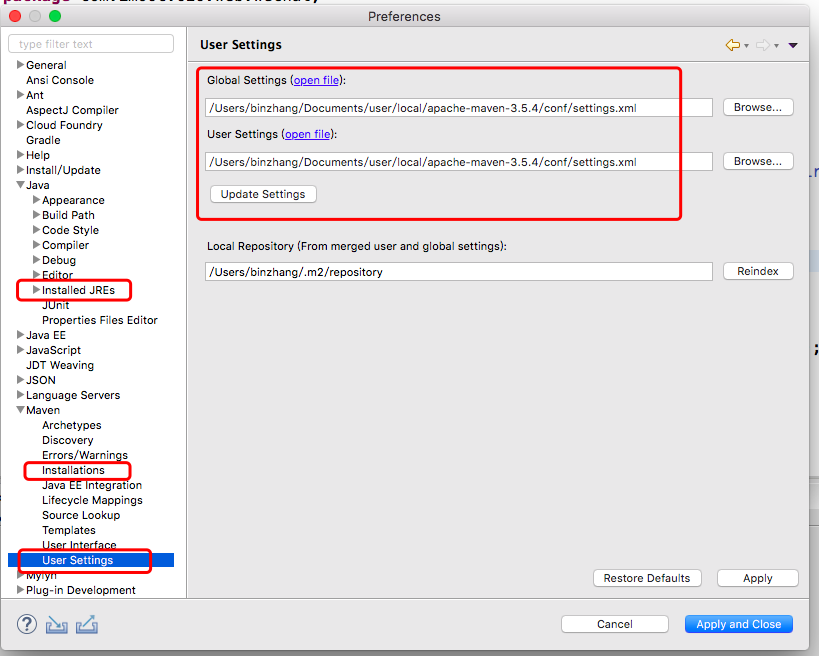 Preferences
type filter text
General
Ansi Console
Ant
AspectJ Compiler
Cloud Foundry
Gradle
Help
Install/Update
Java
Appearance
Build Path
Code Style
Compiler
Debug
Editor
Installed JREs
JUnit
Properties Files Editor
Java EE
JavaScript
JDT Weaving
JSON
Language Servers
Maven
Archetypes
Discovery
Errors/Warnings
Installations
Java EE Integration
Lifecycle Mappings
Source Lookup
Templates
User Interface
User Settings
Mylyn
Plug-in Development
User Settings
Global Settings (open file):
/Users/binzhang/Documents/user/local/apache-maven-3.5.4/conf/settings.xml Browse...
User Settings (open file):
/Users/binzhang/Documents/user/local/apache-maven-3.5.4/conf/settings.xml Browse...
Update Settings
Local Repository (From merged user and global settings):
/Users/binzhang/.m2/repository Reindex
Restore Defaults Apply
? Cancel Apply and Close